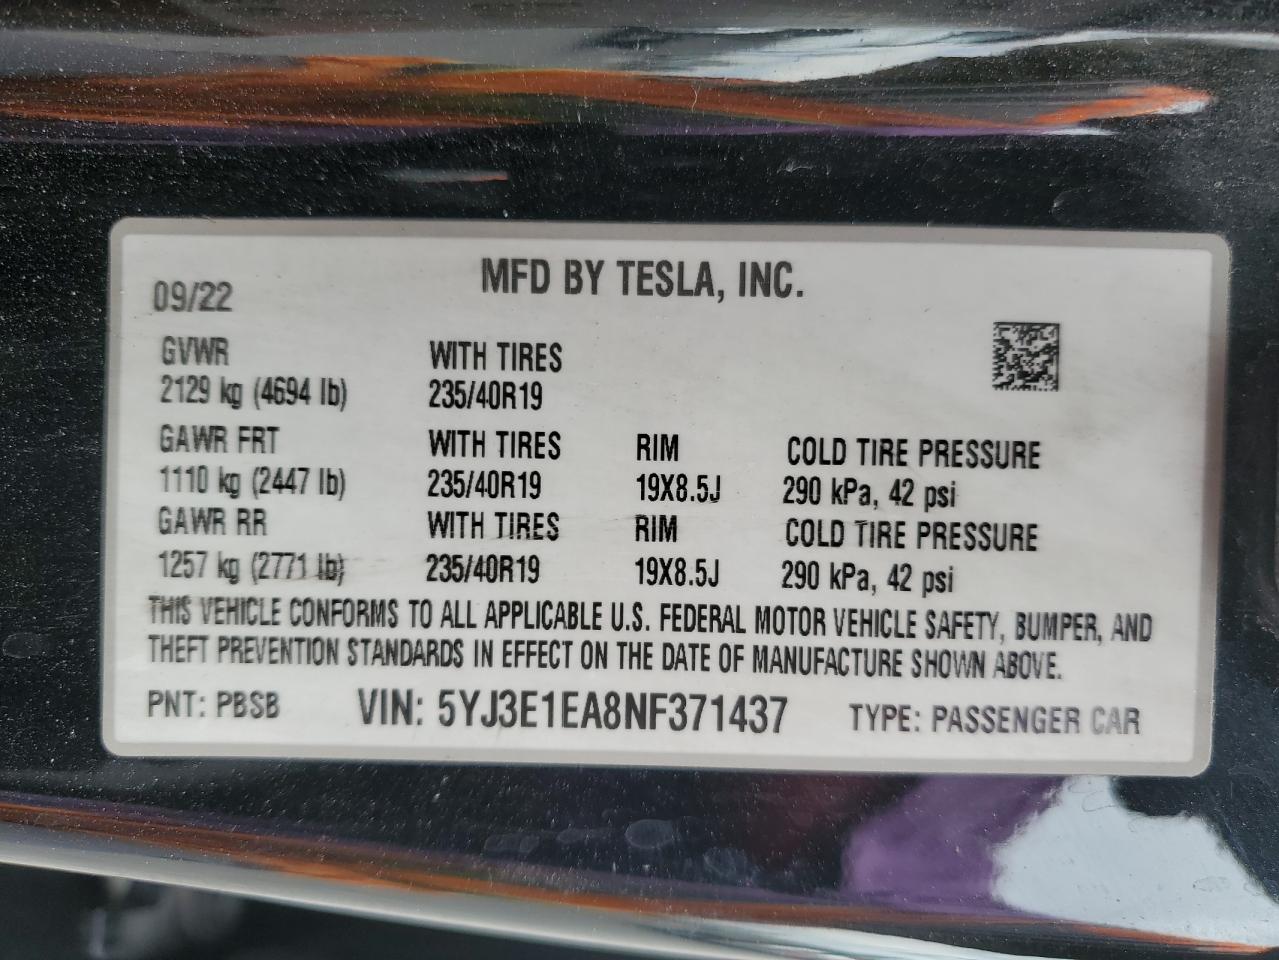 MFD BY TESLA, INC.
09/22
GVWR WITH TIRES
2129 kg (4694 lb) 235/40R19
GAWR FRT WITH TIRES RIM COLD TIRE PRESSURE
1110 kg (2447 lb) 235/40R19 19X8.5J 290 kPa, 42 psi
GAWR RR WITH TIRES RIM COLD TIRE PRESSURE
1257 kg (2771 lb) 235/40R19 19X8.5J 290 kPa, 42 psi
THIS VEHICLE CONFORMS TO ALL APPLICABLE U.S. FEDERAL MOTOR VEHICLE SAFETY, BUMPER, AND
THEFT PREVENTION STANDARDS IN EFFECT ON THE DATE OF MANUFACTURE SHOWN ABOVE.
PNT: PBSB VIN: 5YJ3E1EA8NF371437 TYPE: PASSENGER CAR